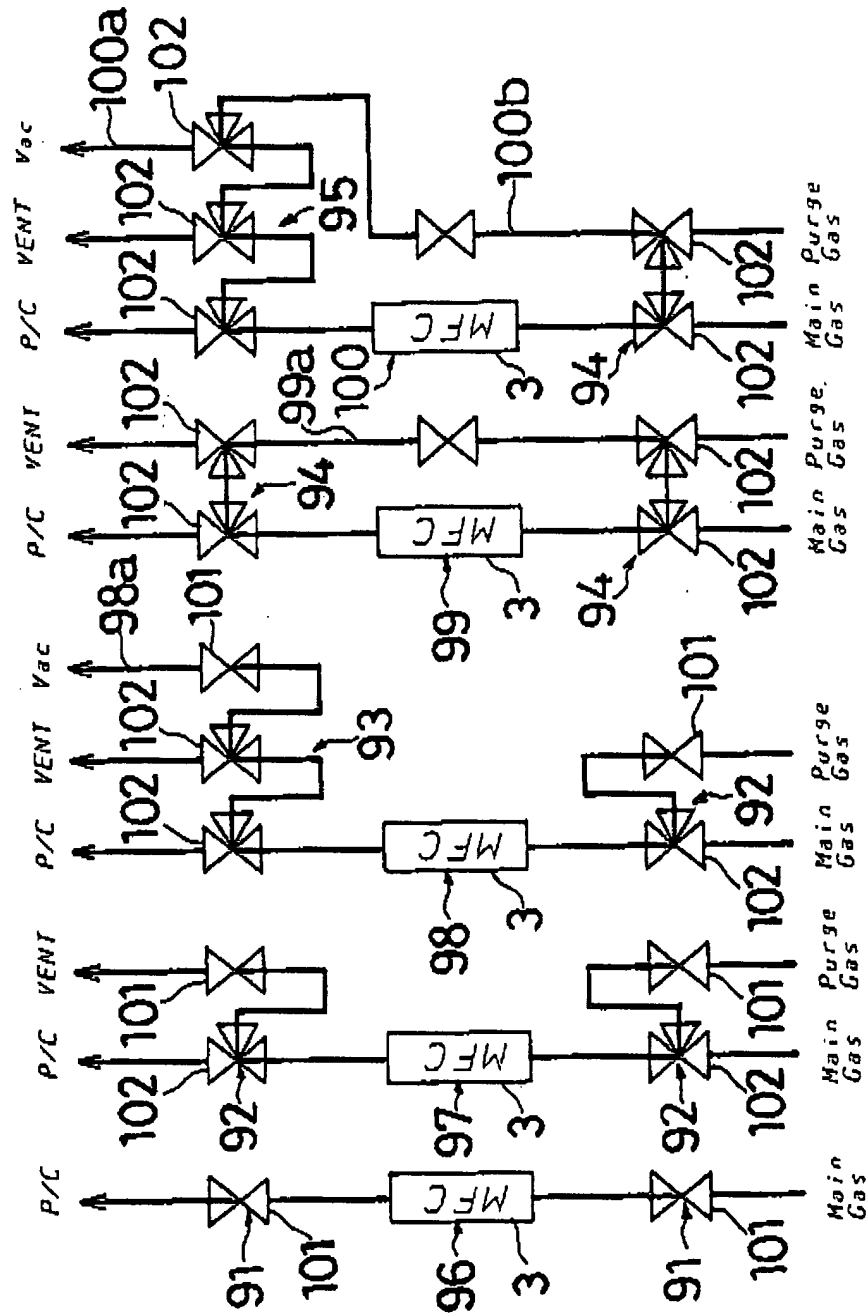 P/C
P/C
VENT
P/C
VENT
Vac
P/C
VENT
P/C
VENT
Vac
98a
100a
102
101
102
102
101
102
102
102
102
102
91
101
92
93
94
95
99a
100b
MFC
MFC
MFC
MFC
MFC
96
97
98
99
100
3
3
3
3
3
101
94
94
91
101
92
102
101
102
92
102
102
102
102
Main
Gas
Main
Gas
Purge
Gas
Main
Gas
Purge
Gas
Main
Gas
Purge.
Gas
Main
Gas
Purge
Gas